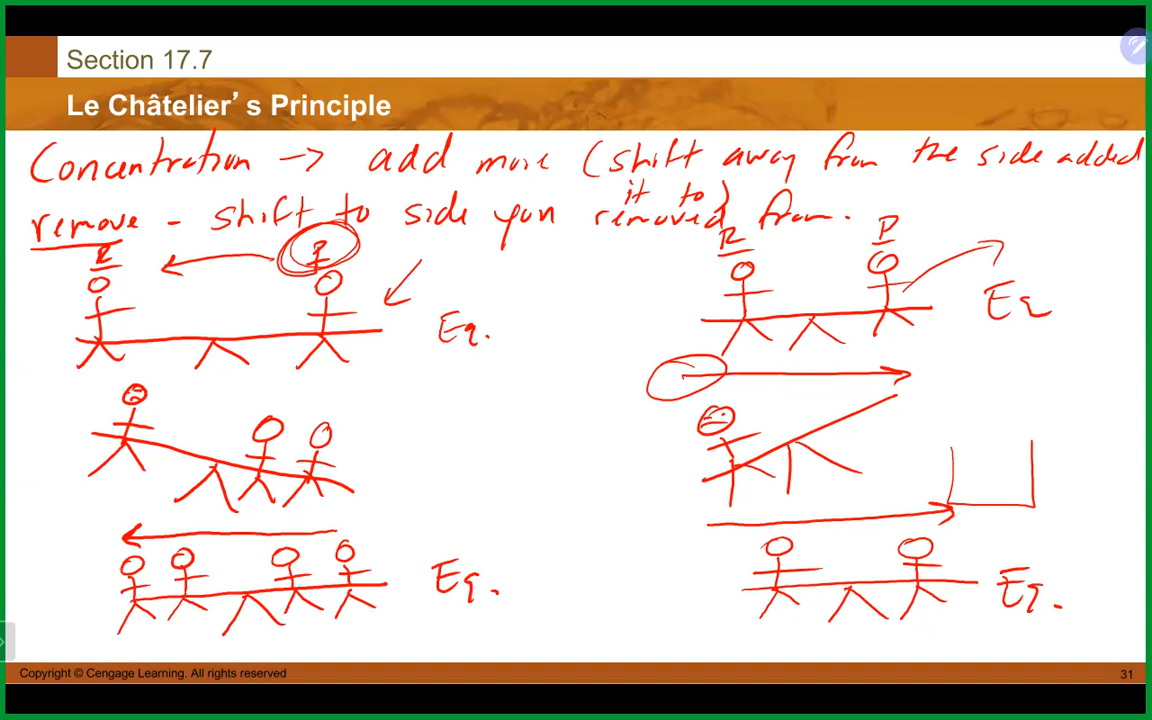 Section 17.7
Le Châtelier's Principle
Concentration → add more (shift away from the side added
it to)
remove - shift to side you removed from.
R P R P
Eq. Eq
Eq. Eq.
Copyright © Cengage Learning. All rights reserved 31